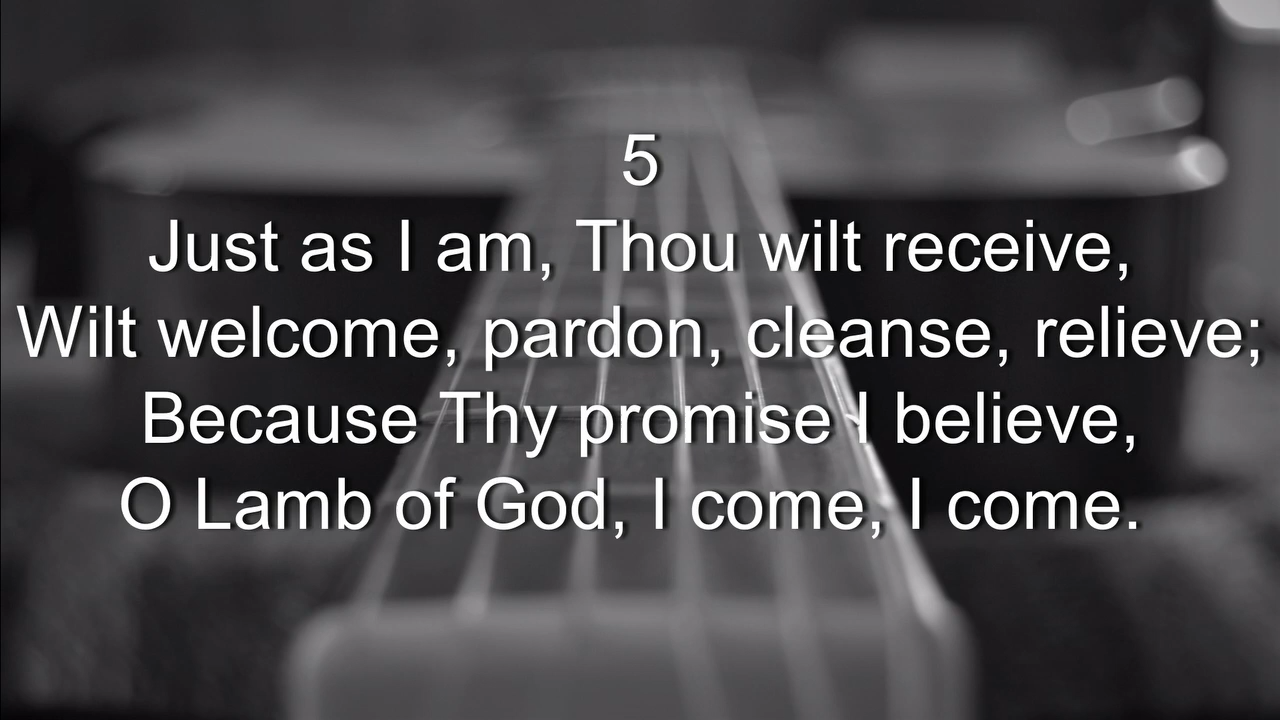 5
Just as I am, Thou wilt receive,
Wilt welcome, pardon, cleanse, relieve;
Because Thy promise I believe,
O Lamb of God, I come, I come.